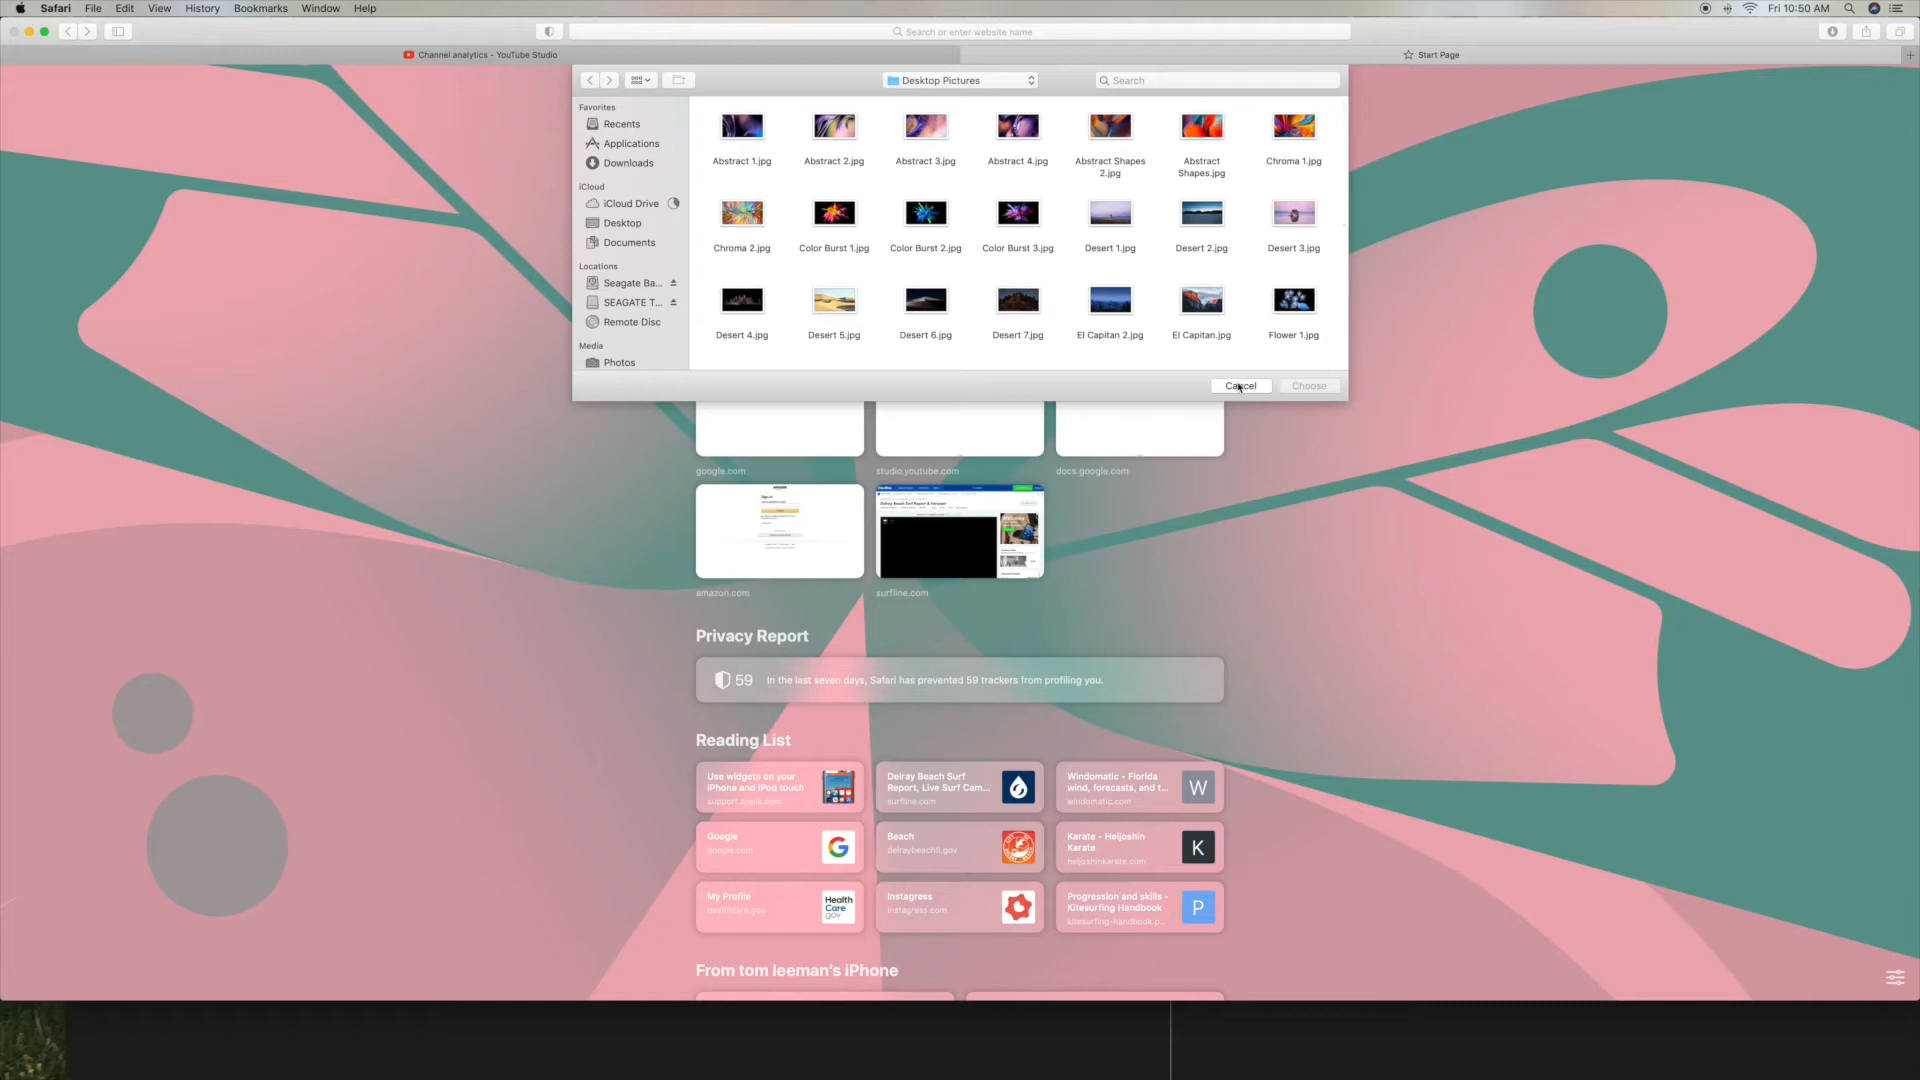 Safari File Edit View History Bookmarks Window Help Fri 10:50 AM
Search or enter website name
Channel analytics - YouTube Studio Start Page
Desktop Pictures Search
Favorites
Recents
Applications
Downloads
iCloud
iCloud Drive
Desktop
Documents
Locations
Seagate Ba...
SEAGATE T...
Remote Disc
Media
Photos
Abstract 1.jpg Abstract 2.jpg Abstract 3.jpg Abstract 4.jpg Abstract Shapes 2.jpg Abstract Shapes.jpg Chroma 1.jpg
Chroma 2.jpg Color Burst 1.jpg Color Burst 2.jpg Color Burst 3.jpg Desert 1.jpg Desert 2.jpg Desert 3.jpg
Desert 4.jpg Desert 5.jpg Desert 6.jpg Desert 7.jpg El Capitan 2.jpg El Capitan.jpg Flower 1.jpg
Cancel Choose
google.com studio.youtube.com docs.google.com
amazon.com surfline.com
Privacy Report
59 In the last seven days, Safari has prevented 59 trackers from profiling you.
Reading List
Use widgets on your
iPhone and iPod touch
support.apple.com
Delray Beach Surf
Report, Live Surf Cam...
surfline.com
Windomatic - Florida
wind, forecasts, and t...
windomatic.com
W
Google
google.com
G
Beach
delraybeachfl.gov
Karate - Heijoshin
Karate
heijoshinkarate.com
K
My Profile
healthcare.gov
Health
Care
.gov
Instagress
instagress.com
Progression and skills -
Kitesurfing Handbook
kitesurfing-handbook.p...
P
From tom leeman's iPhone